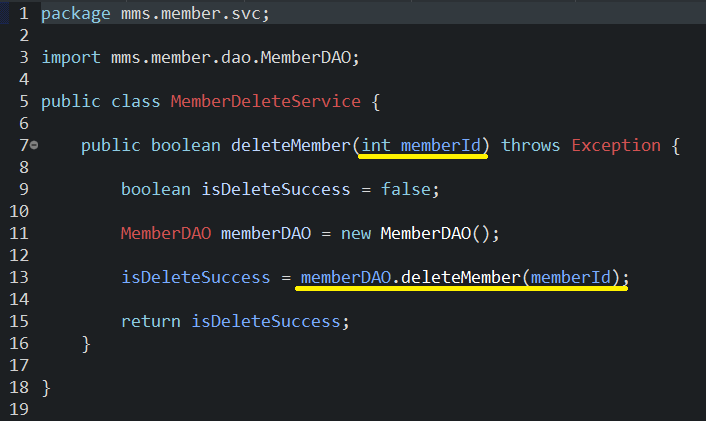 1 package mms.member.svc;
2
3 import mms.member.dao.MemberDAO;
4
5 public class MemberDeleteService {
6
7 public boolean deleteMember(int memberId) throws Exception {
8
9 boolean isDeleteSuccess = false;
10
11 MemberDAO memberDAO = new MemberDAO();
12
13 isDeleteSuccess = memberDAO.deleteMember(memberId);
14
15 return isDeleteSuccess;
16 }
17
18 }
19